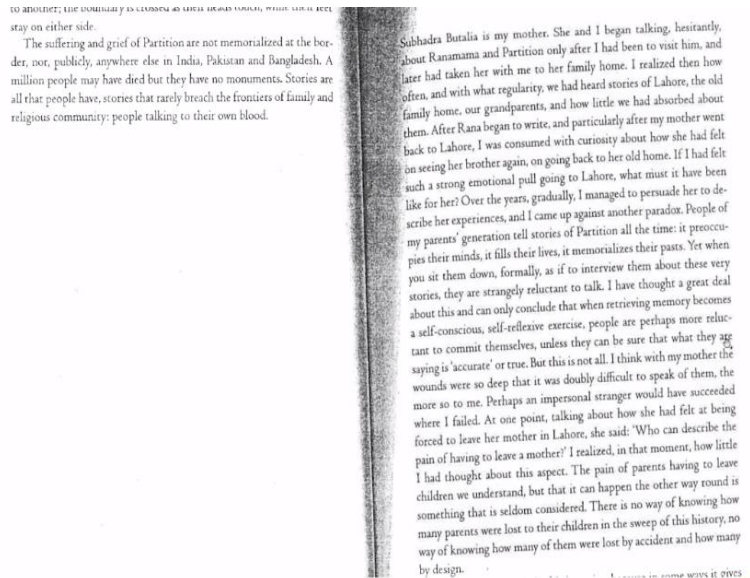 to another; the boundary is crossed as their heads touch, while their feet
stay on either side.
The suffering and grief of Partition are not memorialized at the bor-
der, nor, publicly, anywhere else in India, Pakistan and Bangladesh. A
million people may have died but they have no monuments. Stories are
all that people have, stories that rarely breach the frontiers of family and
religious community: people talking to their own blood.
Subhadra Butalia is my mother. She and I began talking, hesitantly,
about Ranamama and Partition only after I had been to visit him, and
later had taken her with me to her family home. I realized then how
often, and with what regularity, we had heard stories of Lahore, the old
family home, our grandparents, and how little we had absorbed about
them. After Rana began to write, and particularly after my mother went
back to Lahore, I was consumed with curiosity about how she had felt
on seeing her brother again, on going back to her old home. If I had felt
such a strong emotional pull going to Lahore, what must it have been
like for her? Over the years, gradually, I managed to persuade her to de-
scribe her experiences, and I came up against another paradox. People of
my parents' generation tell stories of Partition all the time: it preoccu-
pies their minds, it fills their lives, it memorializes their pasts. Yet when
you sit them down, formally, as if to interview them about these very
stories, they are strangely reluctant to talk. I have thought a great deal
about this and can only conclude that when retrieving memory becomes
a self-conscious, self-reflexive exercise, people are perhaps more reluc-
tant to commit themselves, unless they can be sure that what they are
saying is 'accurate' or true. But this is not all. I think with my mother the
wounds were so deep that it was doubly difficult to speak of them, the
more so to me. Perhaps an impersonal stranger would have succeeded
where I failed. At one point, talking about how she had felt at being
forced to leave her mother in Lahore, she said: 'Who can describe the
pain of having to leave a mother?' I realized, in that moment, how little
I had thought about this aspect. The pain of parents having to leave
children we understand, but that it can happen the other way round is
something that is seldom considered. There is no way of knowing how
many parents were lost to their children in the sweep of this history, no
way of knowing how many of them were lost by accident and how many
by design.
in some ways it gives